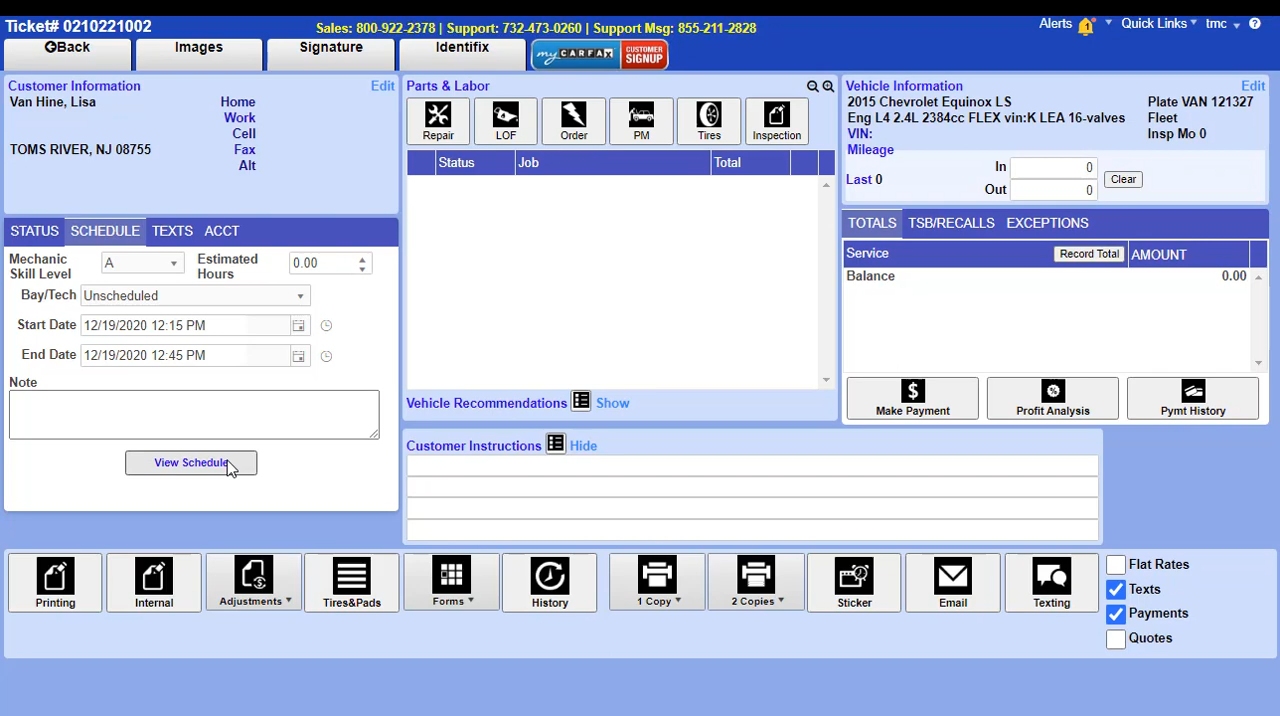 Ticket# 0210221002
Sales: 800-922-2378 | Support: 732-473-0260 | Support Msg: 855-211-2828
Alerts 1 Quick Links tmc ?
Back Images Signature Identifix my CARFAX CUSTOMER SIGNUP
Customer Information Edit
Van Hine, Lisa Home
Work
Cell
TOMS RIVER, NJ 08755 Fax
Alt
STATUS SCHEDULE TEXTS ACCT
Mechanic Skill Level A Estimated Hours 0.00
Bay/Tech Unscheduled
Start Date 12/19/2020 12:15 PM
End Date 12/19/2020 12:45 PM
Note
View Schedule
Parts & Labor
Repair LOF Order PM Tires Inspection
Status Job Total
Vehicle Recommendations Show
Customer Instructions Hide
Vehicle Information Edit
2015 Chevrolet Equinox LS Plate VAN 121327
Eng L4 2.4L 2384cc FLEX vin:K LEA 16-valves Fleet
VIN: Insp Mo 0
Mileage
In 0
Last 0 Clear
Out 0
TOTALS TSB/RECALLS EXCEPTIONS
Service Record Total AMOUNT
Balance 0.00
$
Make Payment Profit Analysis Pymt History
Printing Internal Adjustments Tires&Pads Forms History 1 Copy 2 Copies Sticker Email Texting
Flat Rates
Texts
Payments
Quotes